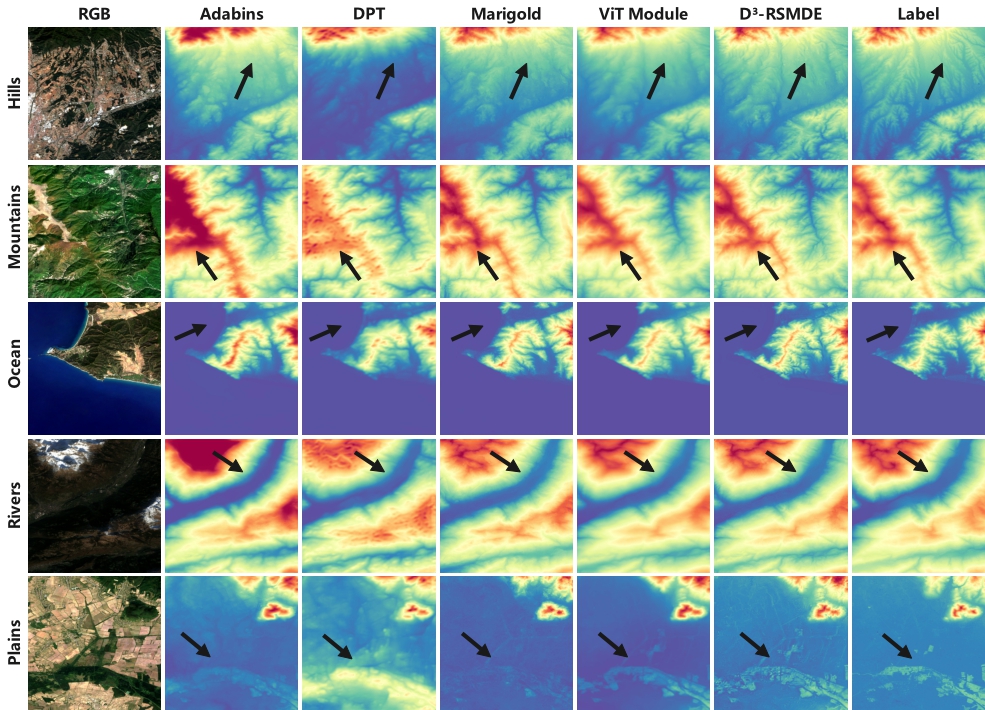 RGB Adabins DPT Marigold ViT Module D³-RSMDE Label
Hills
Mountains
Ocean
Rivers
Plains